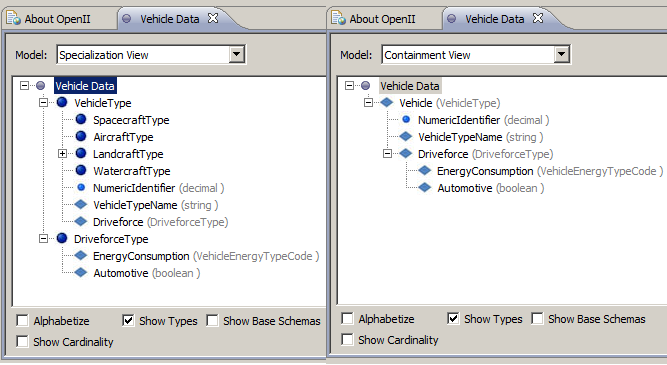 About OpenII
Vehicle Data
Model:
Specialization View
Vehicle Data
VehicleType
SpacecraftType
AircraftType
LandcraftType
WatercraftType
NumericIdentifier (decimal )
VehicleTypeName (string )
Driveforce (DriveforceType)
DriveforceType
EnergyConsumption (VehicleEnergyTypeCode )
Automotive (boolean )
Alphabetize
Show Types
Show Base Schemas
Show Cardinality
About OpenII
Vehicle Data
Model:
Containment View
Vehicle Data
Vehicle (VehicleType)
NumericIdentifier (decimal )
VehicleTypeName (string )
Driveforce (DriveforceType)
EnergyConsumption (VehicleEnergyTypeCode )
Automotive (boolean )
Alphabetize
Show Types
Show Base Schemas
Show Cardinality